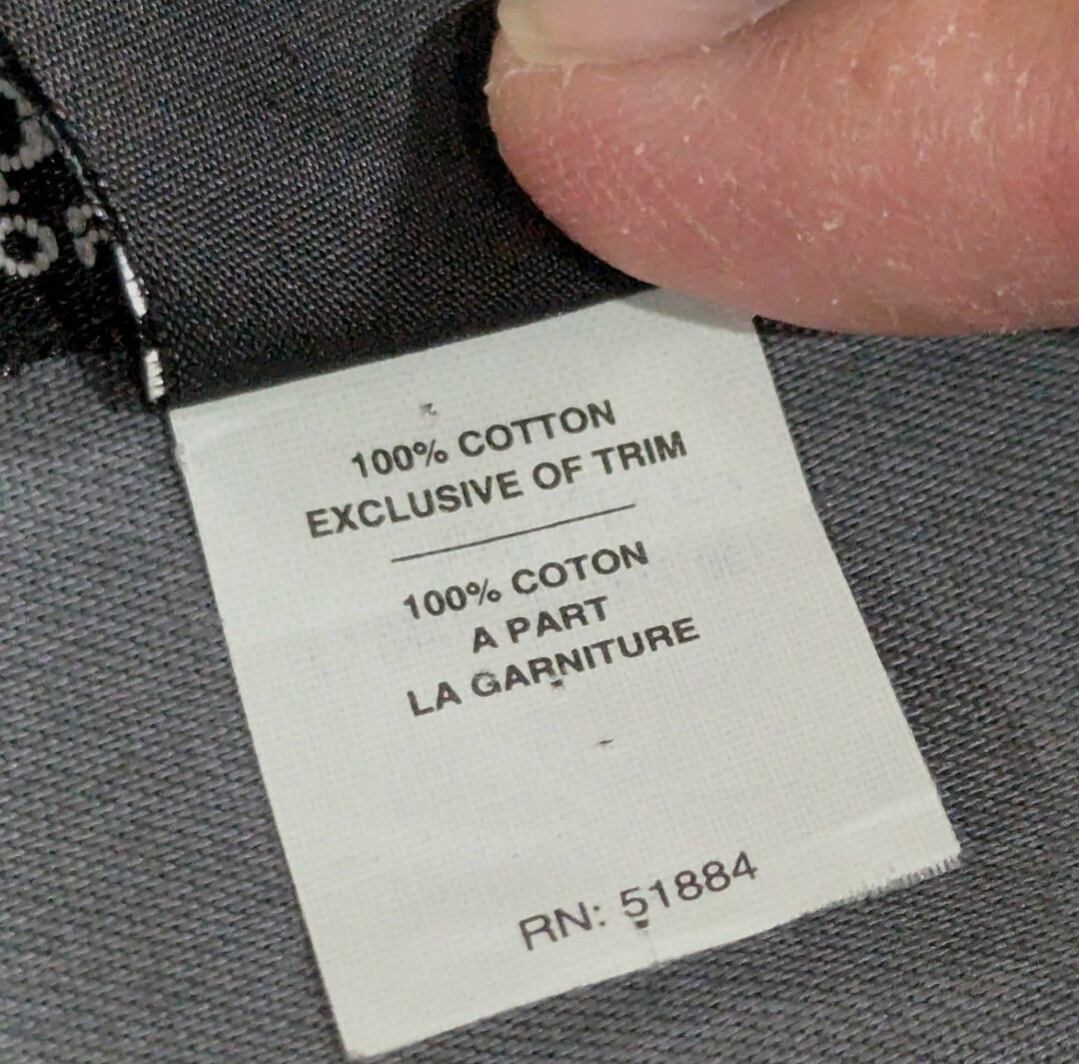 100% COTTON
EXCLUSIVE OF TRIM
100% COTON
A PART
LA GARNITURE
RN: 51884